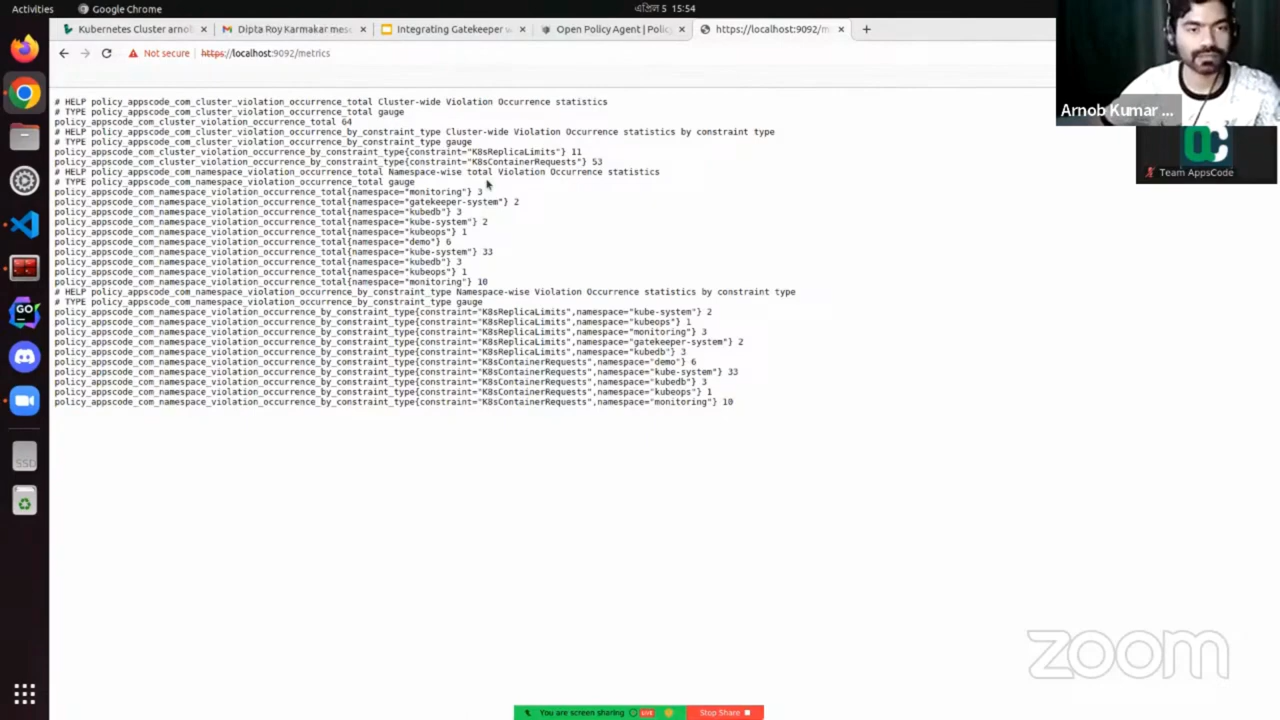 Activities
Google Chrome
এপ্রিল 5 15:54
Kubernetes Cluster arnol
Dipta Roy Karmakar mes
Integrating Gatekeeper w
Open Policy Agent | Polic
https://localhost:9092/m
Not secure
https://localhost:9092/metrics
# HELP policy_appscode_com_cluster_violation_occurrence_total Cluster-wide Violation Occurrence statistics
# TYPE policy_appscode_com_cluster_violation_occurrence_total gauge
policy_appscode_com_cluster_violation_occurrence_total 64
# HELP policy_appscode_com_cluster_violation_occurrence_by_constraint_type Cluster-wide Violation Occurrence statistics by constraint type
# TYPE policy_appscode_com_cluster_violation_occurrence_by_constraint_type gauge
policy_appscode_com_cluster_violation_occurrence_by_constraint_type{constraint="K8sReplicaLimits"} 11
policy_appscode_com_cluster_violation_occurrence_by_constraint_type{constraint="K8sContainerRequests"} 53
# HELP policy_appscode_com_namespace_violation_occurrence_total Namespace-wise total Violation Occurrence statistics
# TYPE policy_appscode_com_namespace_violation_occurrence_total gauge
policy_appscode_com_namespace_violation_occurrence_total{namespace="monitoring"} 3
policy_appscode_com_namespace_violation_occurrence_total{namespace="gatekeeper-system"} 2
policy_appscode_com_namespace_violation_occurrence_total{namespace="kubedb"} 3
policy_appscode_com_namespace_violation_occurrence_total{namespace="kube-system"} 2
policy_appscode_com_namespace_violation_occurrence_total{namespace="kubeops"} 1
policy_appscode_com_namespace_violation_occurrence_total{namespace="demo"} 6
policy_appscode_com_namespace_violation_occurrence_total{namespace="kube-system"} 33
policy_appscode_com_namespace_violation_occurrence_total{namespace="kubedb"} 3
policy_appscode_com_namespace_violation_occurrence_total{namespace="kubeops"} 1
policy_appscode_com_namespace_violation_occurrence_total{namespace="monitoring"} 10
# HELP policy_appscode_com_namespace_violation_occurrence_by_constraint_type Namespace-wise Violation Occurrence statistics by constraint type
# TYPE policy_appscode_com_namespace_violation_occurrence_by_constraint_type gauge
policy_appscode_com_namespace_violation_occurrence_by_constraint_type{constraint="K8sReplicaLimits",namespace="kube-system"} 2
policy_appscode_com_namespace_violation_occurrence_by_constraint_type{constraint="K8sReplicaLimits",namespace="kubeops"} 1
policy_appscode_com_namespace_violation_occurrence_by_constraint_type{constraint="K8sReplicaLimits",namespace="monitoring"} 3
policy_appscode_com_namespace_violation_occurrence_by_constraint_type{constraint="K8sReplicaLimits",namespace="gatekeeper-system"} 2
policy_appscode_com_namespace_violation_occurrence_by_constraint_type{constraint="K8sReplicaLimits",namespace="kubedb"} 3
policy_appscode_com_namespace_violation_occurrence_by_constraint_type{constraint="K8sContainerRequests",namespace="demo"} 6
policy_appscode_com_namespace_violation_occurrence_by_constraint_type{constraint="K8sContainerRequests",namespace="kube-system"} 33
policy_appscode_com_namespace_violation_occurrence_by_constraint_type{constraint="K8sContainerRequests",namespace="kubedb"} 3
policy_appscode_com_namespace_violation_occurrence_by_constraint_type{constraint="K8sContainerRequests",namespace="kubeops"} 1
policy_appscode_com_namespace_violation_occurrence_by_constraint_type{constraint="K8sContainerRequests",namespace="monitoring"} 10
Arnob Kumar ...
Team AppsCode
GO
SSD
zoom
You are screen sharing
LIVE
Stop Share